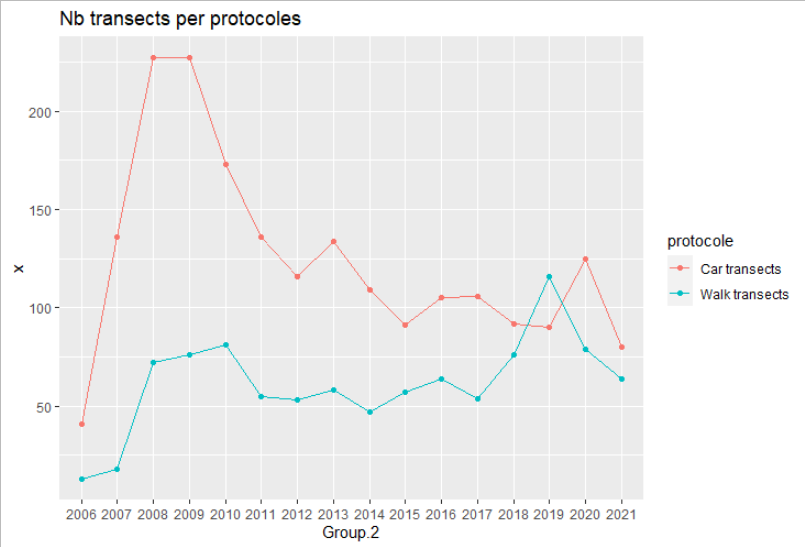 Nb transects per protocoles
200
150
100
50
x
2006 2007 2008 2009 2010 2011 2012 2013 2014 2015 2016 2017 2018 2019 2020 2021
Group.2
protocole
Car transects
Walk transects